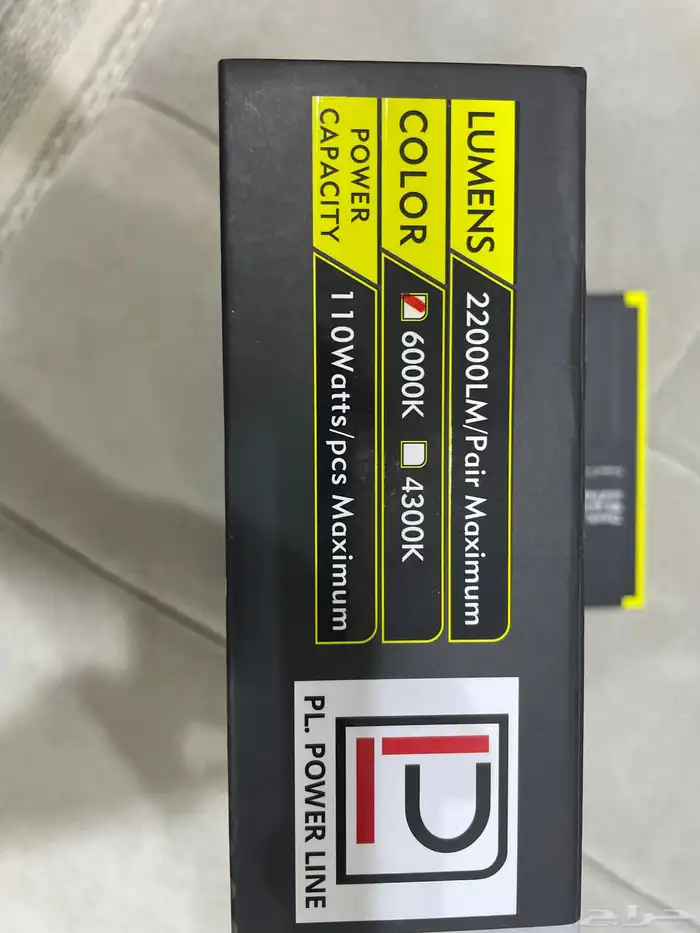 LUMENS 22000LM/Pair Maximum
COLOR 6000K 4300K
POWER
CAPACITY
110Watts/pcs Maximum
PL. POWER LINE
حراج